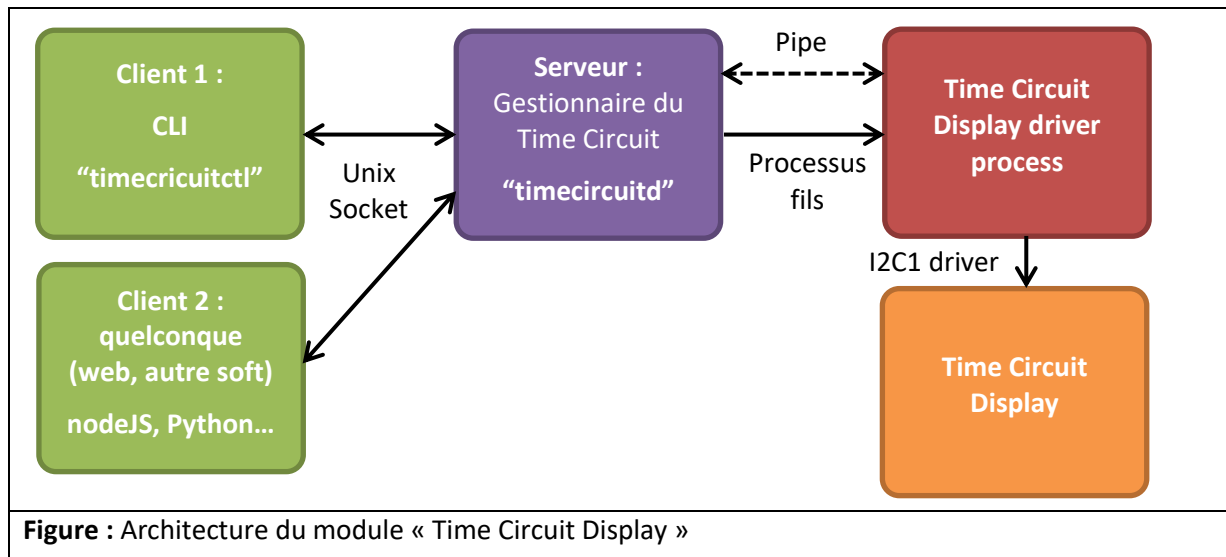 Client 1 :
CLI
“timecricuitctl”
Unix
Socket
Client 2 :
quelconque
(web, autre soft)
nodeJS, Python…
Serveur :
Gestionnaire du
Time Circuit
“timecircuitd”
Pipe
Processus
fils
Time Circuit
Display driver
process
I2C1 driver
Time Circuit
Display
Figure : Architecture du module « Time Circuit Display »